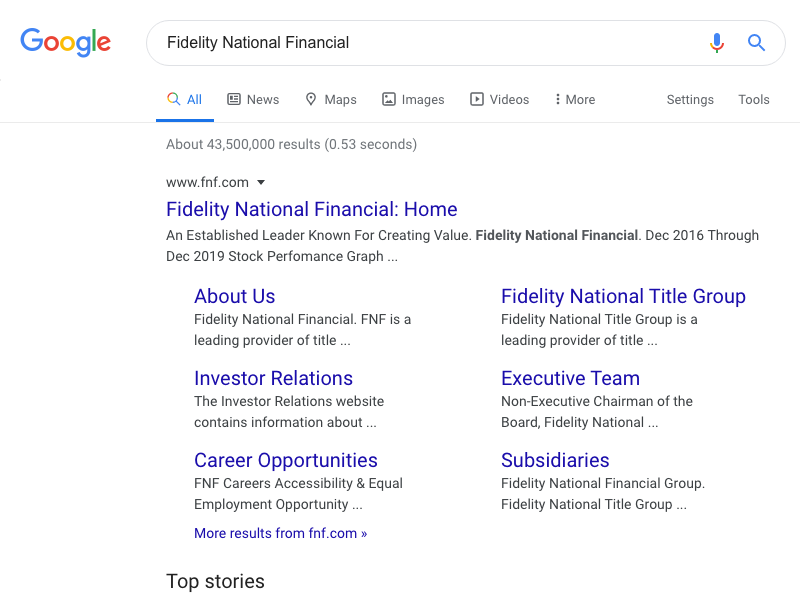 Google
Fidelity National Financial
All News Maps Images Videos More Settings Tools
About 43,500,000 results (0.53 seconds)
www.fnf.com
Fidelity National Financial: Home
An Established Leader Known For Creating Value. Fidelity National Financial. Dec 2016 Through
Dec 2019 Stock Perfomance Graph ...
About Us
Fidelity National Financial. FNF is a
leading provider of title ...
Fidelity National Title Group
Fidelity National Title Group is a
leading provider of title ...
Investor Relations
The Investor Relations website
contains information about ...
Executive Team
Non-Executive Chairman of the
Board, Fidelity National ...
Career Opportunities
FNF Careers Accessibility & Equal
Employment Opportunity ...
Subsidiaries
Fidelity National Financial Group.
Fidelity National Title Group ...
More results from fnf.com »
Top stories